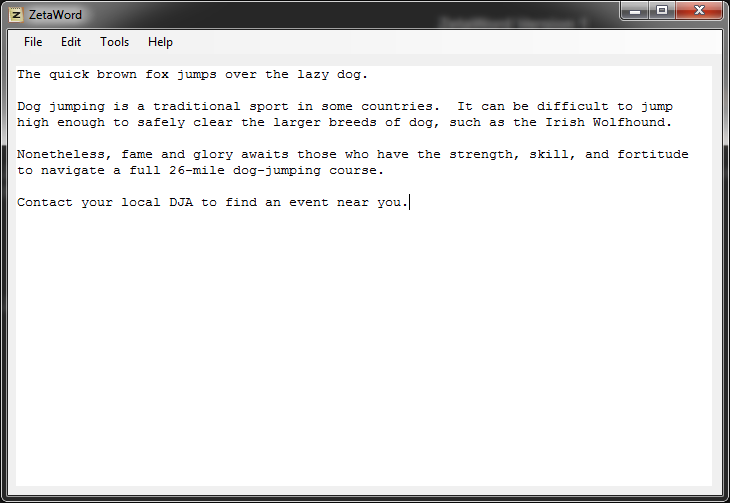 ZetaWord
File Edit Tools Help
The quick brown fox jumps over the lazy dog.
Dog jumping is a traditional sport in some countries.  It can be difficult to jump
high enough to safely clear the larger breeds of dog, such as the Irish Wolfhound.
Nonetheless, fame and glory awaits those who have the strength, skill, and fortitude
to navigate a full 26-mile dog-jumping course.
Contact your local DJA to find an event near you.